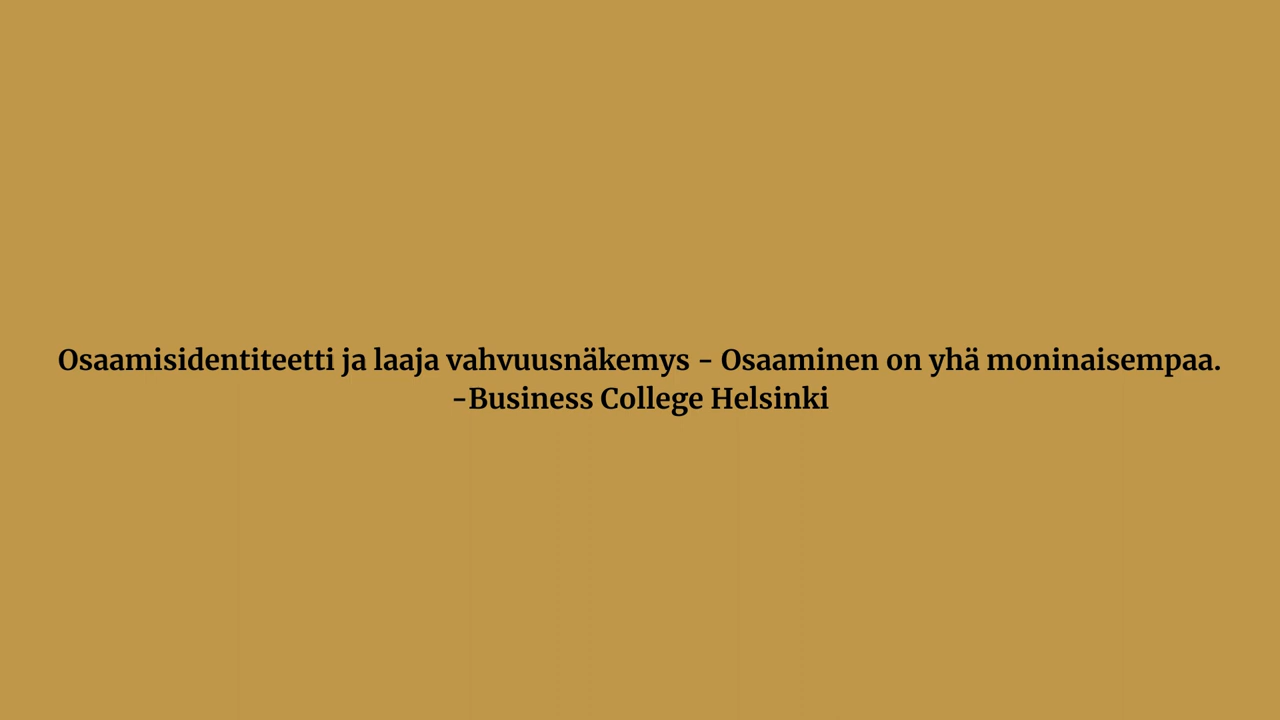 Osaamisidentiteetti ja laaja vahvuusnäkemys - Osaaminen on yhä moninaisempaa.
-Business College Helsinki